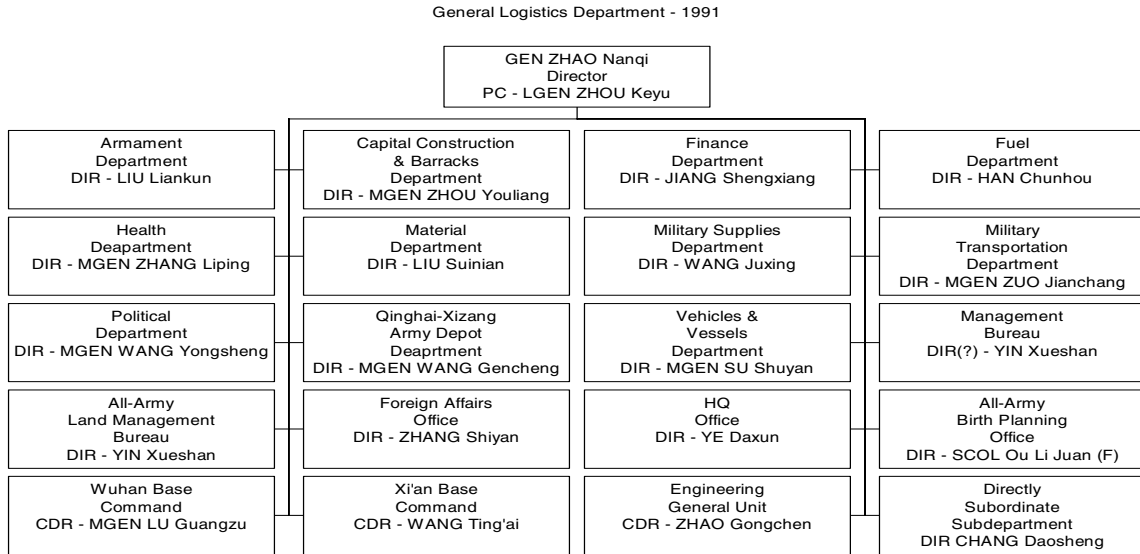 General Logistics Department - 1991
GEN ZHAO Nanqi
Director
PC - LGEN ZHOU Keyu
Armament
Department
DIR - LIU Liankun
Capital Construction
& Barracks
Department
DIR - MGEN ZHOU Youliang
Finance
Department
DIR - JIANG Shengxiang
Fuel
Department
DIR - HAN Chunhou
Health
Deapartment
DIR - MGEN ZHANG Liping
Material
Department
DIR - LIU Suinian
Military Supplies
Department
DIR - WANG Juxing
Military
Transportation
Department
DIR - MGEN ZUO Jianchang
Political
Department
DIR - MGEN WANG Yongsheng
Qinghai-Xizang
Army Depot
Deaprtment
DIR - MGEN WANG Gencheng
Vehicles &
Vessels
Department
DIR - MGEN SU Shuyan
Management
Bureau
DIR(?) - YIN Xueshan
All-Army
Land Management
Bureau
DIR - YIN Xueshan
Foreign Affairs
Office
DIR - ZHANG Shiyan
HQ
Office
DIR - YE Daxun
All-Army
Birth Planning
Office
DIR - SCOL Ou Li Juan (F)
Wuhan Base
Command
CDR - MGEN LU Guangzu
Xi'an Base
Command
CDR - WANG Ting'ai
Engineering
General Unit
CDR - ZHAO Gongchen
Directly
Subordinate
Subdepartment
DIR CHANG Daosheng